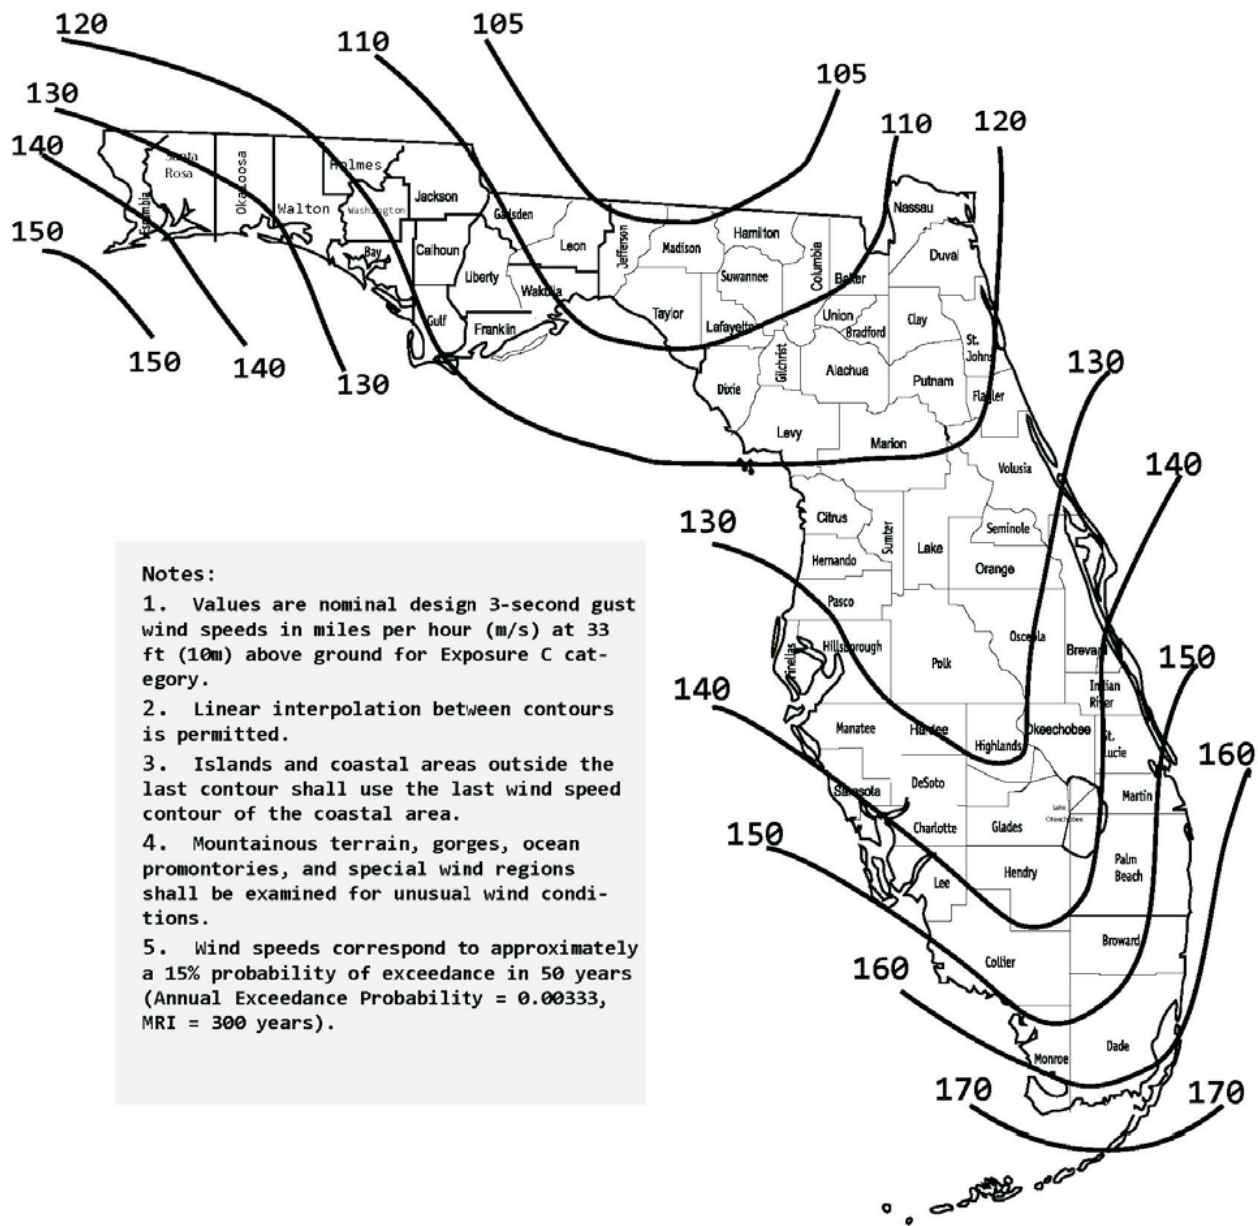 120
105
110
105
130
110
120
140
Santa
Rosa
Holmes
Okaloosa
Jackson
Escambia
Walton
Washington
Nassau
Gadsden
150
Bay
Calhoun
Leon
Jefferson
Madison
Hamilton
Columbia
Baker
Duval
Liberty
Wakulla
Suwannee
Gulf
Franklin
Taylor
Lafayette
Union
Bradford
Clay
St.
Johns
150
140
130
Dixie
Gilchrist
Alachua
Putnam
Flagler
130
Levy
Marion
Volusia
140
130
Citrus
Sumter
Lake
Seminole
Hernando
Orange
Pasco
Pinellas
Hillsborough
Polk
Osceola
Brevard
150
140
Indian
River
Manatee
Hardee
Highlands
Okeechobee
St.
Lucie
160
Sarasota
DeSoto
Martin
Lake
Okeechobee
150
Charlotte
Glades
Lee
Hendry
Palm
Beach
160
Collier
Broward
Monroe
Dade
170
170
Notes:
1. Values are nominal design 3-second gust
wind speeds in miles per hour (m/s) at 33
ft (10m) above ground for Exposure C cat-
egory.
2. Linear interpolation between contours
is permitted.
3. Islands and coastal areas outside the
last contour shall use the last wind speed
contour of the coastal area.
4. Mountainous terrain, gorges, ocean
promontories, and special wind regions
shall be examined for unusual wind condi-
tions.
5. Wind speeds correspond to approximately
a 15% probability of exceedance in 50 years
(Annual Exceedance Probability = 0.00333,
MRI = 300 years).